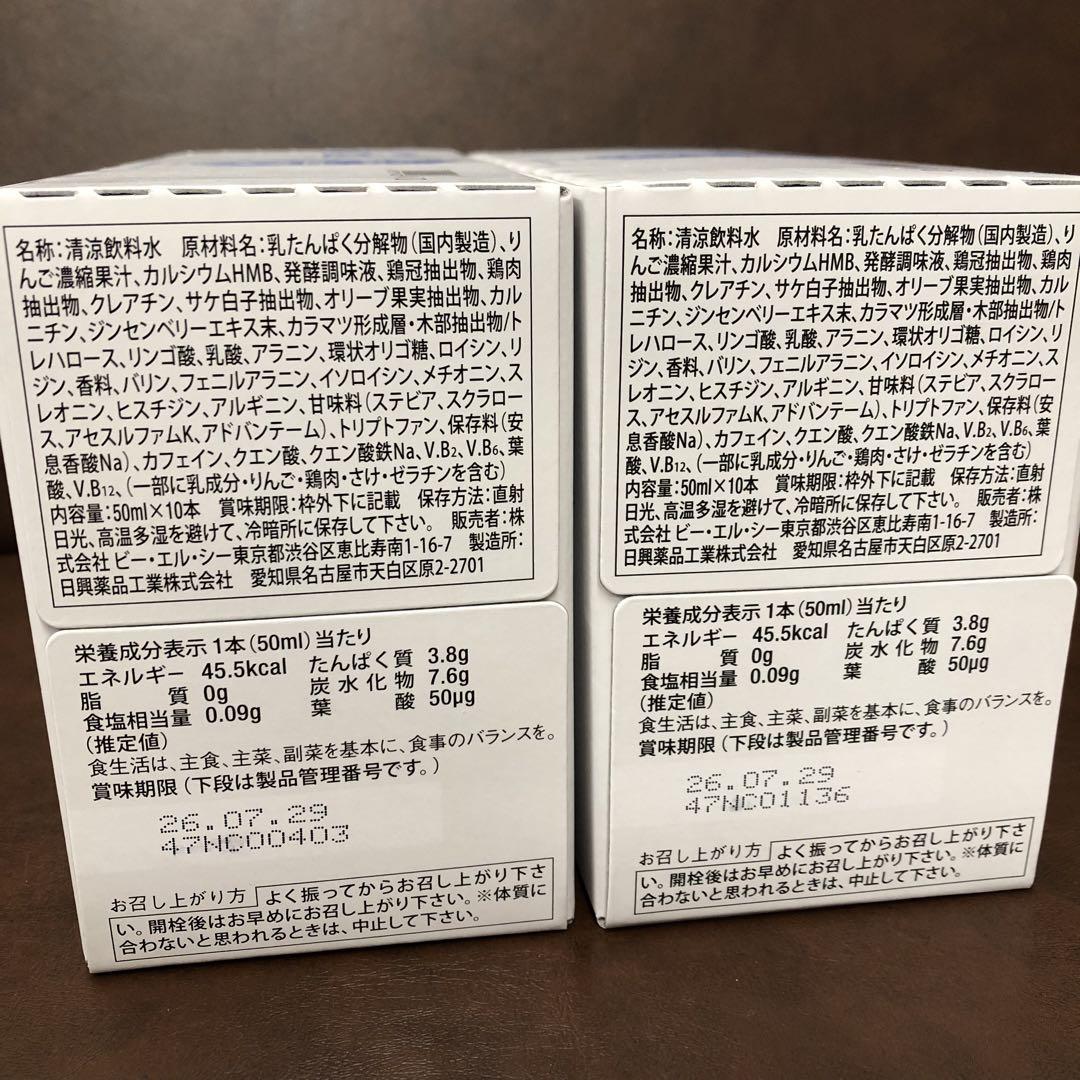 名称：清涼飲料水　原材料名：乳たんぱく分解物（国内製造）、り
んご濃縮果汁、カルシウムHMB、発酵調味液、鶏冠抽出物、鶏肉
抽出物、クレアチン、サケ白子抽出物、オリーブ果実抽出物、カル
ニチン、ジンセンベリーエキス末、カラマツ形成層・木部抽出物/ト
レハロース、リンゴ酸、乳酸、アラニン、環状オリゴ糖、ロイシン、リ
ジン、香料、バリン、フェニルアラニン、イソロイシン、メチオニン、ス
レオニン、ヒスチジン、アルギニン、甘味料（ステビア、スクラロー
ス、アセスルファムK、アドバンテーム）、トリプトファン、保存料（安
息香酸Na）、カフェイン、クエン酸、クエン酸鉄Na、V.B2、V.B6、葉
酸、V.B12、（一部に乳成分・りんご・鶏肉・さけ・ゼラチンを含む）
内容量：50ml×10本　賞味期限：枠外下に記載　保存方法：直射
日光、高温多湿を避けて、冷暗所に保存して下さい。　販売者：株
式会社 ビー・エル・シー東京都渋谷区恵比寿南1-16-7　製造所：
日興薬品工業株式会社　愛知県名古屋市天白区原2-2701
栄養成分表示 1本（50ml）当たり
エネルギー 45.5kcal たんぱく質 3.8g
脂質 0g 炭水化物 7.6g
食塩相当量 0.09g 葉酸 50μg
（推定値）
食生活は、主食、主菜、副菜を基本に、食事のバランスを。
賞味期限（下段は製品管理番号です。）
26.07.29
47NC00403
お召し上がり方 よく振ってからお召し上がり下さ
い。開栓後はお早めにお召し上がり下さい。※体質に
合わないと思われるときは、中止して下さい。
名称：清涼飲料水　原材料名：乳たんぱく分解物（国内製造）、り
んご濃縮果汁、カルシウムHMB、発酵調味液、鶏冠抽出物、鶏肉
抽出物、クレアチン、サケ白子抽出物、オリーブ果実抽出物、カル
ニチン、ジンセンベリーエキス末、カラマツ形成層・木部抽出物/ト
レハロース、リンゴ酸、乳酸、アラニン、環状オリゴ糖、ロイシン、リ
ジン、香料、バリン、フェニルアラニン、イソロイシン、メチオニン、ス
レオニン、ヒスチジン、アルギニン、甘味料（ステビア、スクラロー
ス、アセスルファムK、アドバンテーム）、トリプトファン、保存料（安
息香酸Na）、カフェイン、クエン酸、クエン酸鉄Na、V.B2、V.B6、葉
酸、V.B12、（一部に乳成分・りんご・鶏肉・さけ・ゼラチンを含む）
内容量：50ml×10本　賞味期限：枠外下に記載　保存方法：直射
日光、高温多湿を避けて、冷暗所に保存して下さい。　販売者：株
式会社 ビー・エル・シー東京都渋谷区恵比寿南1-16-7　製造所：
日興薬品工業株式会社　愛知県名古屋市天白区原2-2701
栄養成分表示 1本（50ml）当たり
エネルギー 45.5kcal たんぱく質 3.8g
脂質 0g 炭水化物 7.6g
食塩相当量 0.09g 葉酸 50μg
（推定値）
食生活は、主食、主菜、副菜を基本に、食事のバランスを。
賞味期限（下段は製品管理番号です。）
26.07.29
47NC01136
お召し上がり方 よく振ってからお召し上がり下さ
い。開栓後はお早めにお召し上がり下さい。※体質に
合わないと思われるときは、中止して下さい。